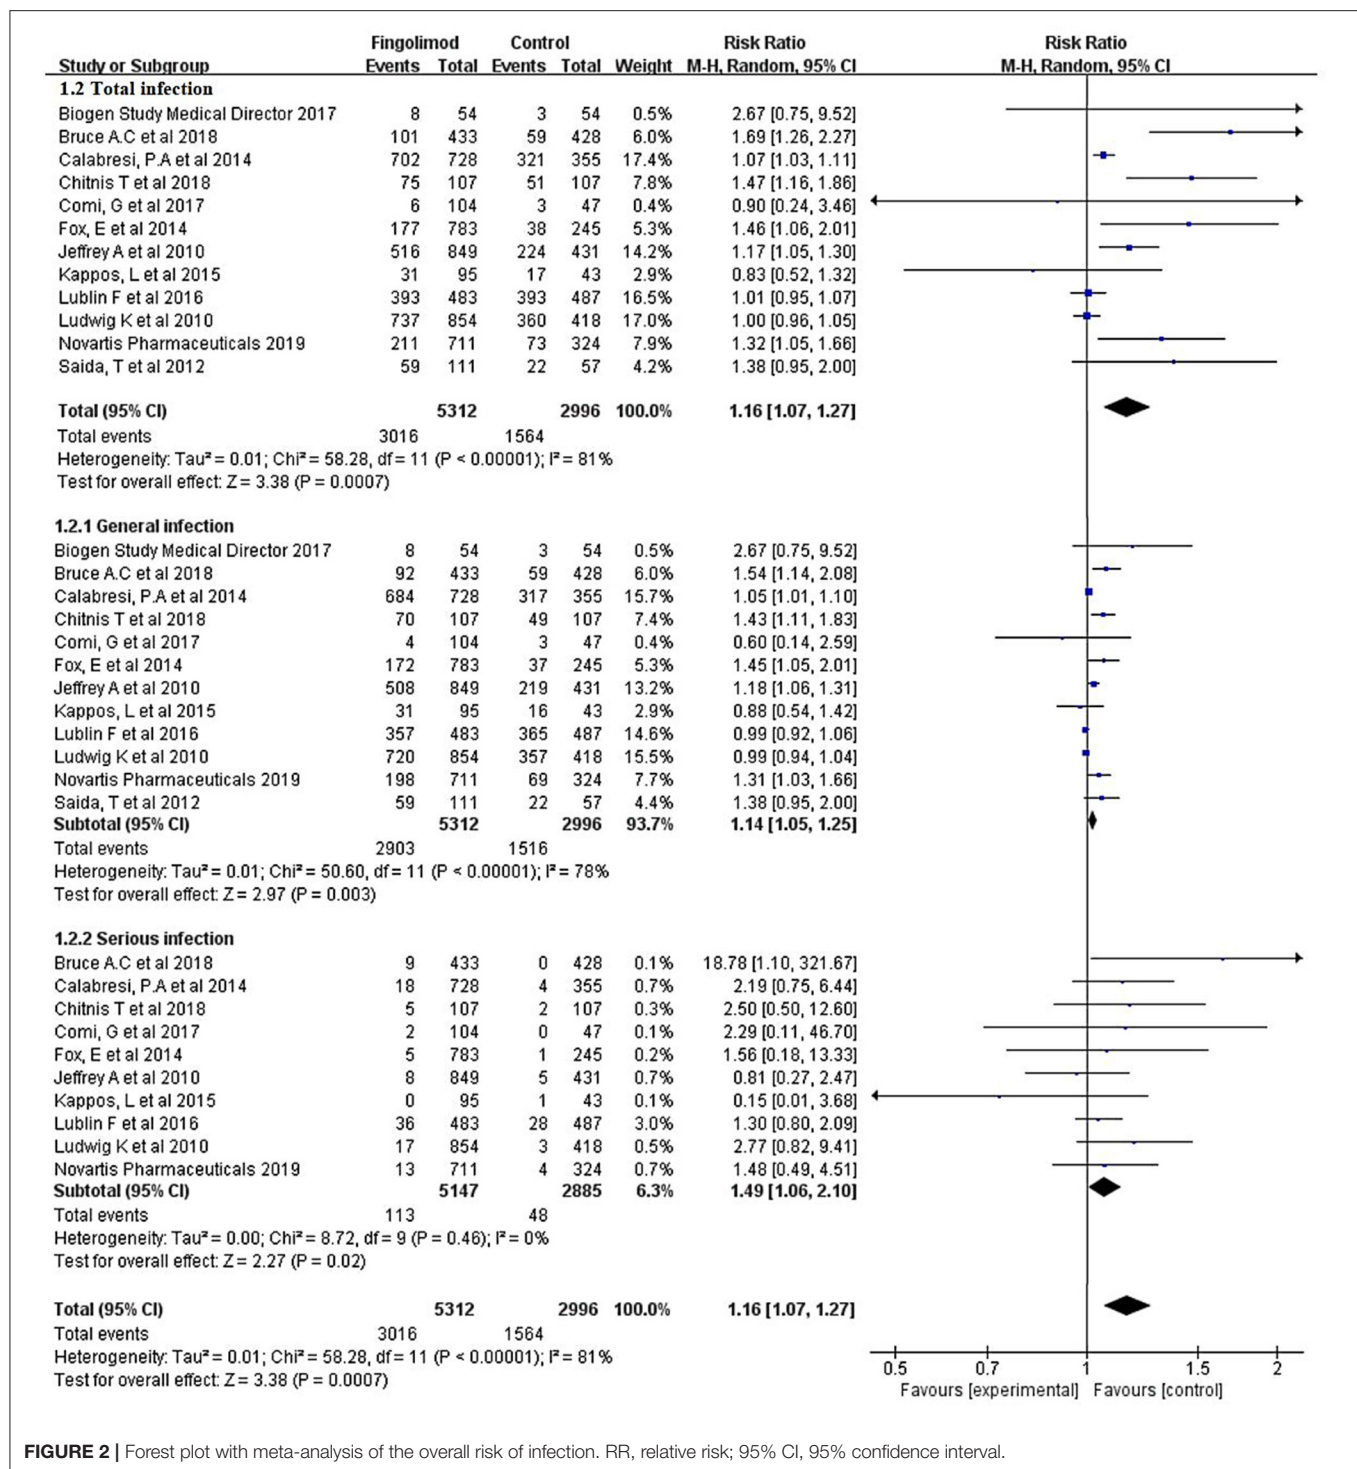 Fingolimod Control Risk Ratio Risk Ratio
Study or Subgroup Events Total Events Total Weight M-H, Random, 95% CI M-H, Random, 95% CI
1.2 Total infection
Biogen Study Medical Director 2017 8 54 3 54 0.5% 2.67 [0.75, 9.52]
Bruce A.C et al 2018 101 433 59 428 6.0% 1.69 [1.26, 2.27]
Calabresi, P.A et al 2014 702 728 321 355 17.4% 1.07 [1.03, 1.11]
Chitnis T et al 2018 75 107 51 107 7.8% 1.47 [1.16, 1.86]
Comi, G et al 2017 6 104 3 47 0.4% 0.90 [0.24, 3.46]
Fox, E et al 2014 177 783 38 245 5.3% 1.46 [1.06, 2.01]
Jeffrey A et al 2010 516 849 224 431 14.2% 1.17 [1.05, 1.30]
Kappos, L et al 2015 31 95 17 43 2.9% 0.83 [0.52, 1.32]
Lublin F et al 2016 393 483 393 487 16.5% 1.01 [0.95, 1.07]
Ludwig K et al 2010 737 854 360 418 17.0% 1.00 [0.96, 1.05]
Novartis Pharmaceuticals 2019 211 711 73 324 7.9% 1.32 [1.05, 1.66]
Saida, T et al 2012 59 111 22 57 4.2% 1.38 [0.95, 2.00]
Total (95% CI) 5312 2996 100.0% 1.16 [1.07, 1.27]
Total events 3016 1564
Heterogeneity: Tau² = 0.01; Chi² = 58.28, df = 11 (P < 0.00001); I² = 81%
Test for overall effect: Z = 3.38 (P = 0.0007)
1.2.1 General infection
Biogen Study Medical Director 2017 8 54 3 54 0.5% 2.67 [0.75, 9.52]
Bruce A.C et al 2018 92 433 59 428 6.0% 1.54 [1.14, 2.08]
Calabresi, P.A et al 2014 684 728 317 355 15.7% 1.05 [1.01, 1.10]
Chitnis T et al 2018 70 107 49 107 7.4% 1.43 [1.11, 1.83]
Comi, G et al 2017 4 104 3 47 0.4% 0.60 [0.14, 2.59]
Fox, E et al 2014 172 783 37 245 5.3% 1.45 [1.05, 2.01]
Jeffrey A et al 2010 508 849 219 431 13.2% 1.18 [1.06, 1.31]
Kappos, L et al 2015 31 95 16 43 2.9% 0.88 [0.54, 1.42]
Lublin F et al 2016 357 483 365 487 14.6% 0.99 [0.92, 1.06]
Ludwig K et al 2010 720 854 357 418 15.5% 0.99 [0.94, 1.04]
Novartis Pharmaceuticals 2019 198 711 69 324 7.7% 1.31 [1.03, 1.66]
Saida, T et al 2012 59 111 22 57 4.4% 1.38 [0.95, 2.00]
Subtotal (95% CI) 5312 2996 93.7% 1.14 [1.05, 1.25]
Total events 2903 1516
Heterogeneity: Tau² = 0.01; Chi² = 50.60, df = 11 (P < 0.00001); I² = 78%
Test for overall effect: Z = 2.97 (P = 0.003)
1.2.2 Serious infection
Bruce A.C et al 2018 9 433 0 428 0.1% 18.78 [1.10, 321.67]
Calabresi, P.A et al 2014 18 728 4 355 0.7% 2.19 [0.75, 6.44]
Chitnis T et al 2018 5 107 2 107 0.3% 2.50 [0.50, 12.60]
Comi, G et al 2017 2 104 0 47 0.1% 2.29 [0.11, 46.70]
Fox, E et al 2014 5 783 1 245 0.2% 1.56 [0.18, 13.33]
Jeffrey A et al 2010 8 849 5 431 0.7% 0.81 [0.27, 2.47]
Kappos, L et al 2015 0 95 1 43 0.1% 0.15 [0.01, 3.68]
Lublin F et al 2016 36 483 28 487 3.0% 1.30 [0.80, 2.09]
Ludwig K et al 2010 17 854 3 418 0.5% 2.77 [0.82, 9.41]
Novartis Pharmaceuticals 2019 13 711 4 324 0.7% 1.48 [0.49, 4.51]
Subtotal (95% CI) 5147 2885 6.3% 1.49 [1.06, 2.10]
Total events 113 48
Heterogeneity: Tau² = 0.00; Chi² = 8.72, df = 9 (P = 0.46); I² = 0%
Test for overall effect: Z = 2.27 (P = 0.02)
Total (95% CI) 5312 2996 100.0% 1.16 [1.07, 1.27]
Total events 3016 1564
Heterogeneity: Tau² = 0.01; Chi² = 58.28, df = 11 (P < 0.00001); I² = 81%
Test for overall effect: Z = 3.38 (P = 0.0007)
0.5 0.7 1 1.5 2
Favours [experimental] Favours [control]
FIGURE 2 | Forest plot with meta-analysis of the overall risk of infection. RR, relative risk; 95% CI, 95% confidence interval.